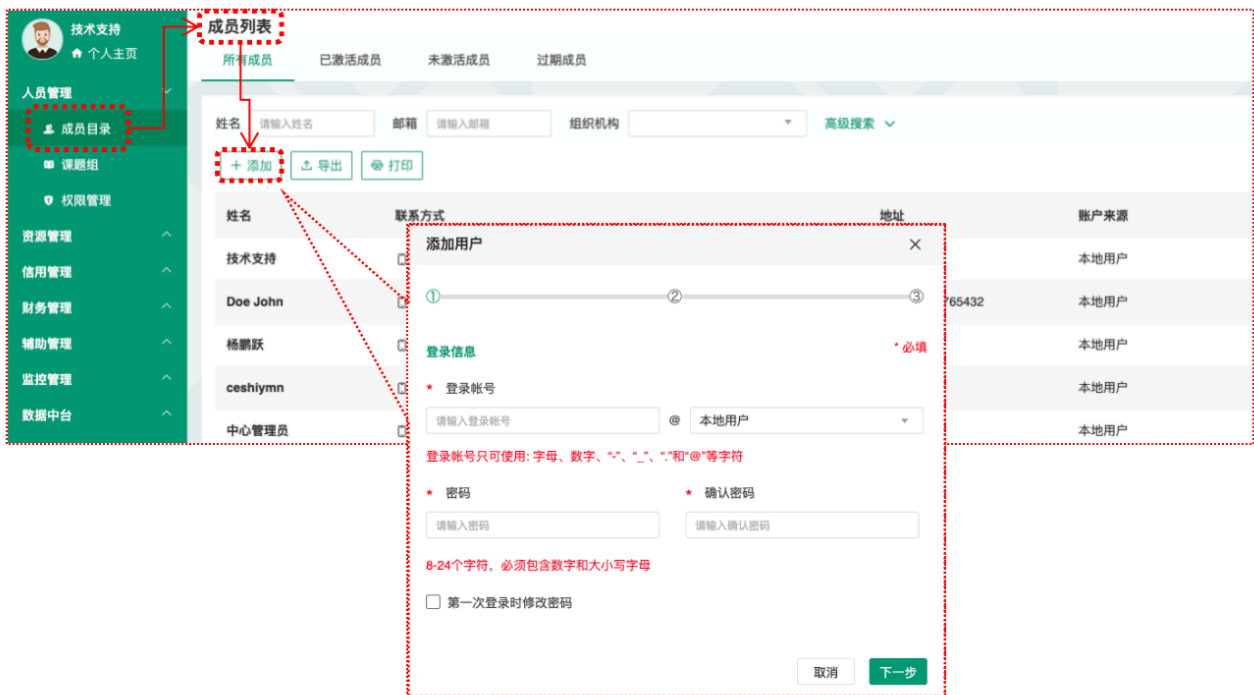 技术支持
个人主页
人员管理
成员目录
课题组
权限管理
资源管理
信用管理
财务管理
辅助管理
监控管理
数据中台
成员列表
所有成员 已激活成员 未激活成员 过期成员
姓名 请输入姓名 邮箱 请输入邮箱 组织机构 高级搜索
+ 添加 导出 打印
姓名 联系方式 地址 账户来源
技术支持 本地用户
Doe John 765432 本地用户
杨鹏跃 本地用户
ceshiymn 本地用户
中心管理员 本地用户
添加用户
① ② ③
登录信息 * 必填
* 登录帐号
请输入登录帐号 @ 本地用户
登录帐号只可使用: 字母、数字、“-”、“_”、“.”和“@”等字符
* 密码 * 确认密码
请输入密码 请输入确认密码
8-24个字符，必须包含数字和大小写字母
第一次登录时修改密码
取消 下一步